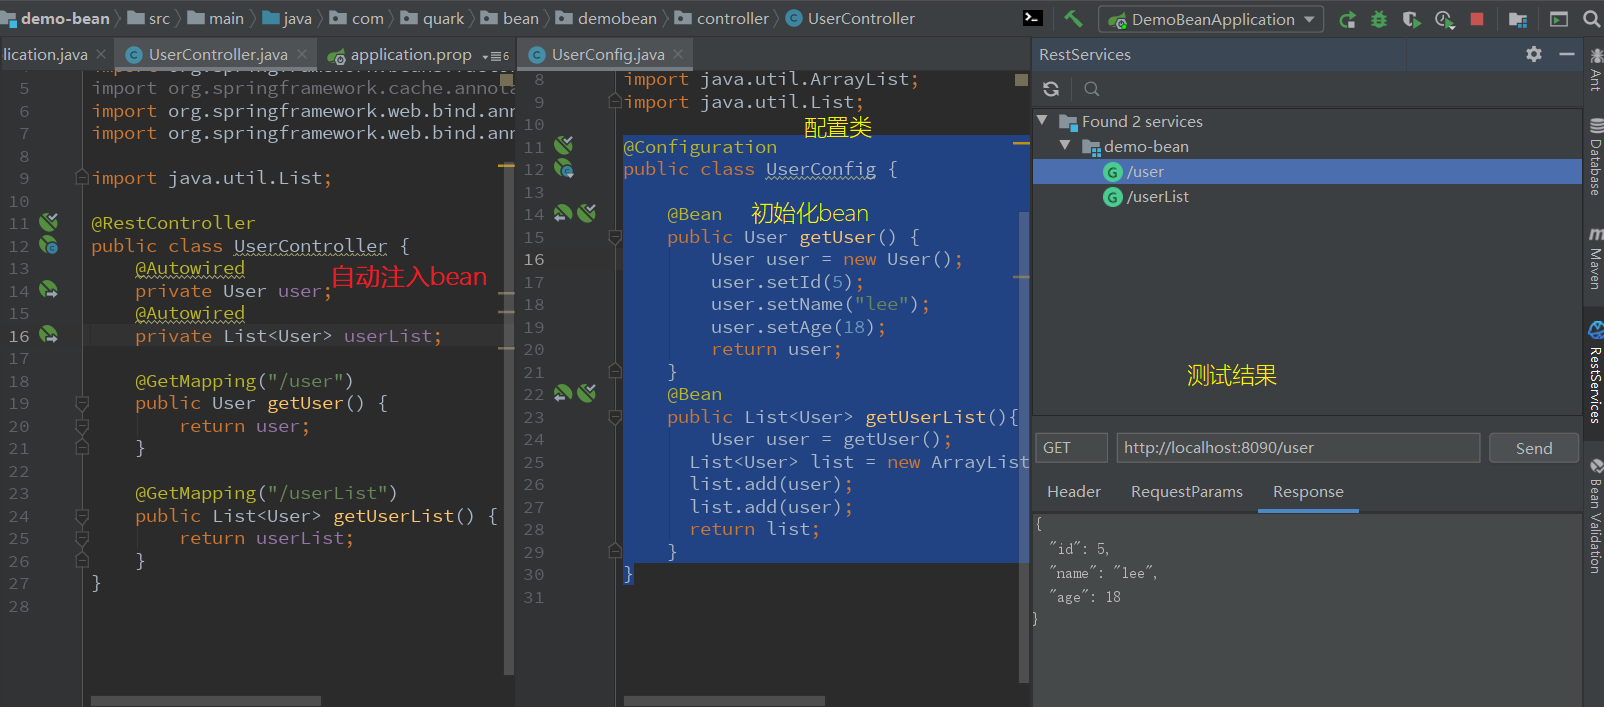 demo-bean src main java com quark bean demobean controller UserController DemoBeanApplication
lication.java UserController.java application.prop 6
5 import org.springframework.cache.annota
6 import org.springframework.web.bind.anr
7 import org.springframework.web.bind.anr
8
9 import java.util.List;
10
11 @RestController
12 public class UserController {
13 @Autowired
自动注入bean
14 private User user;
15 @Autowired
16 private List<User> userList;
17
18 @GetMapping("/user")
19 public User getUser() {
20 return user;
21 }
22
23 @GetMapping("/userList")
24 public List<User> getUserList() {
25 return userList;
26 }
27 }
28
UserConfig.java
8 import java.util.ArrayList;
9 import java.util.List;
10
配置类
11 @Configuration
12 public class UserConfig {
13
14 @Bean 初始化bean
15 public User getUser() {
16 User user = new User();
17 user.setId(5);
18 user.setName("lee");
19 user.setAge(18);
20 return user;
21 }
22 @Bean
23 public List<User> getUserList(){
24 User user = getUser();
25 List<User> list = new ArrayList
26 list.add(user);
27 list.add(user);
28 return list;
29 }
30 }
31
RestServices
Found 2 services
demo-bean
G /user
G /userList
测试结果
GET http://localhost:8090/user Send
Header RequestParams Response
{
"id": 5,
"name": "lee",
"age": 18
}
Ant
Database
Maven
RestServices
Bean Validation